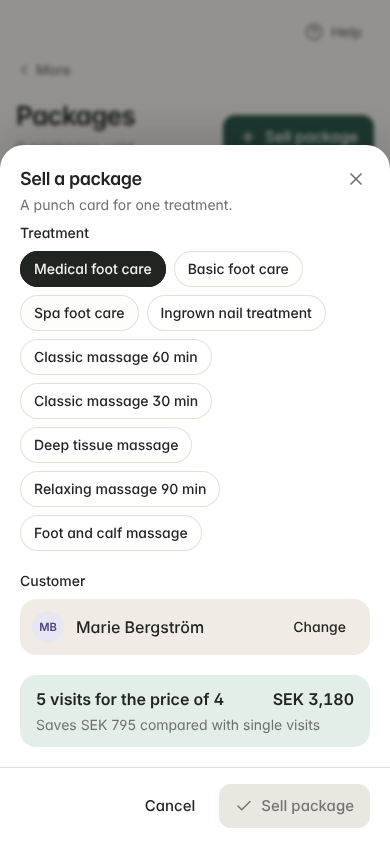 Help
More
Packages
Sell package
Sell a package
A punch card for one treatment.
Treatment
Medical foot care
Basic foot care
Spa foot care
Ingrown nail treatment
Classic massage 60 min
Classic massage 30 min
Deep tissue massage
Relaxing massage 90 min
Foot and calf massage
Customer
MB
Marie Bergström
Change
5 visits for the price of 4
SEK 3,180
Saves SEK 795 compared with single visits
Cancel
Sell package